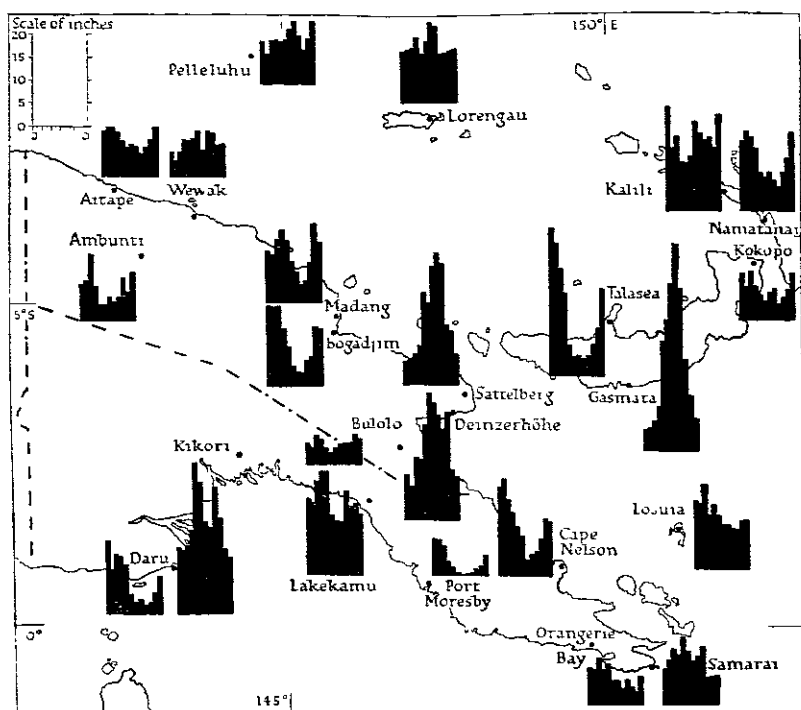 Scale of inches
20
15
10
5
0
150° E
Pelleluhu
Lorengau
Aitape
Wewak
Kalili
Namatanai
Ambunti
Kokopo
Madang
Talasea
5°S
bogadjim
Sattelberg
Gasmata
Bulolo
Deinzerhöhe
Kikori
Losuia
Cape
Nelson
Daru
Lakekamu
Port
Moresby
0°
Orangerie
Bay
Samarai
145°